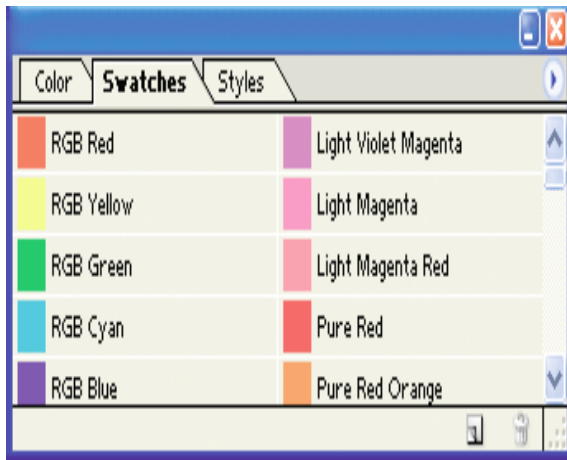 Color Swatches Styles
RGB Red Light Violet Magenta
RGB Yellow Light Magenta
RGB Green Light Magenta Red
RGB Cyan Pure Red
RGB Blue Pure Red Orange